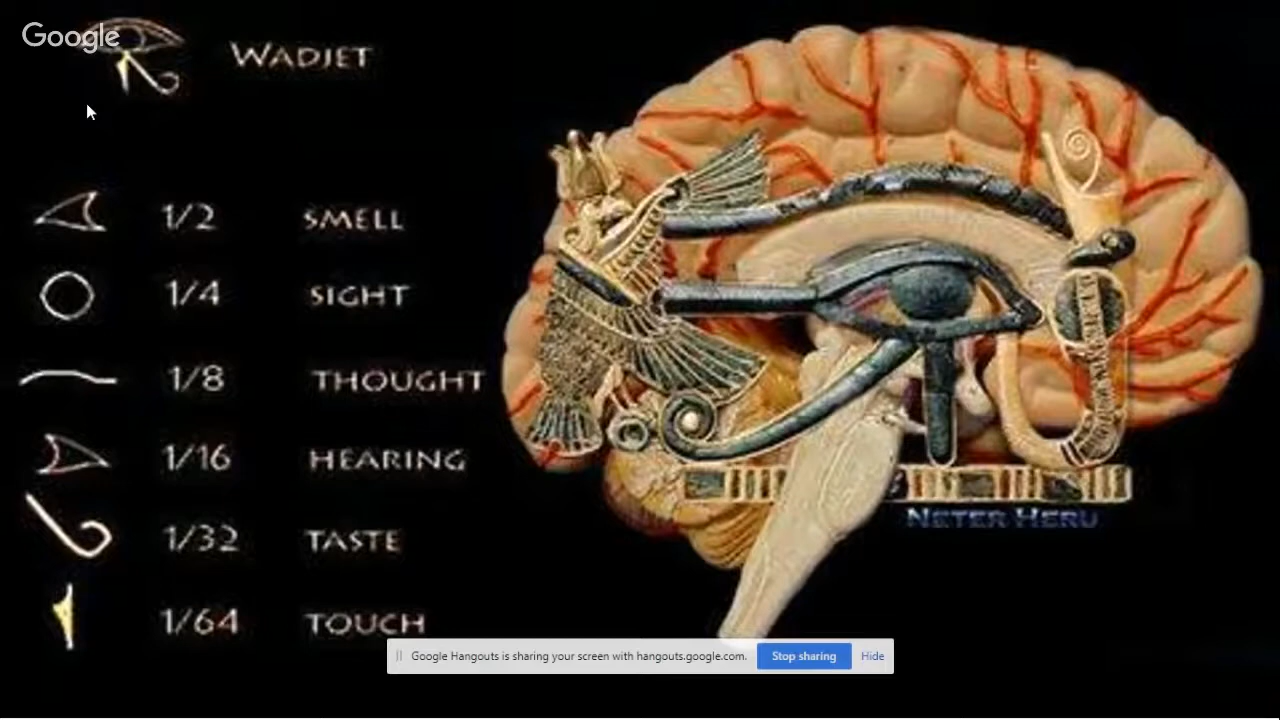 Google
WADJET
1/2 SMELL
1/4 SIGHT
1/8 THOUGHT
1/16 HEARING
1/32 TASTE
1/64 TOUCH
NETER HERU
Google Hangouts is sharing your screen with hangouts.google.com.
Stop sharing
Hide